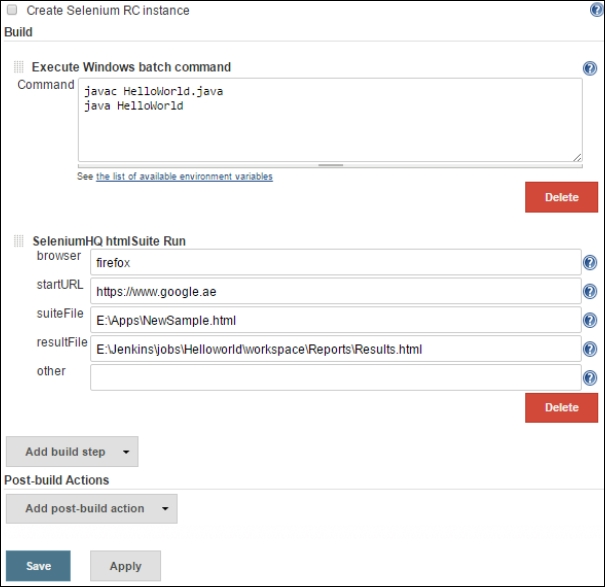 Create Selenium RC instance
Build
Execute Windows batch command
Command
javac HelloWorld.java
java HelloWorld
See the list of available environment variables
Delete
SeleniumHQ htmlSuite Run
browser firefox
startURL https://www.google.ae
suiteFile E:\Apps\NewSample.html
resultFile E:\Jenkins\jobs\Helloworld\workspace\Reports\Results.html
other
Delete
Add build step
Post-build Actions
Add post-build action
Save Apply